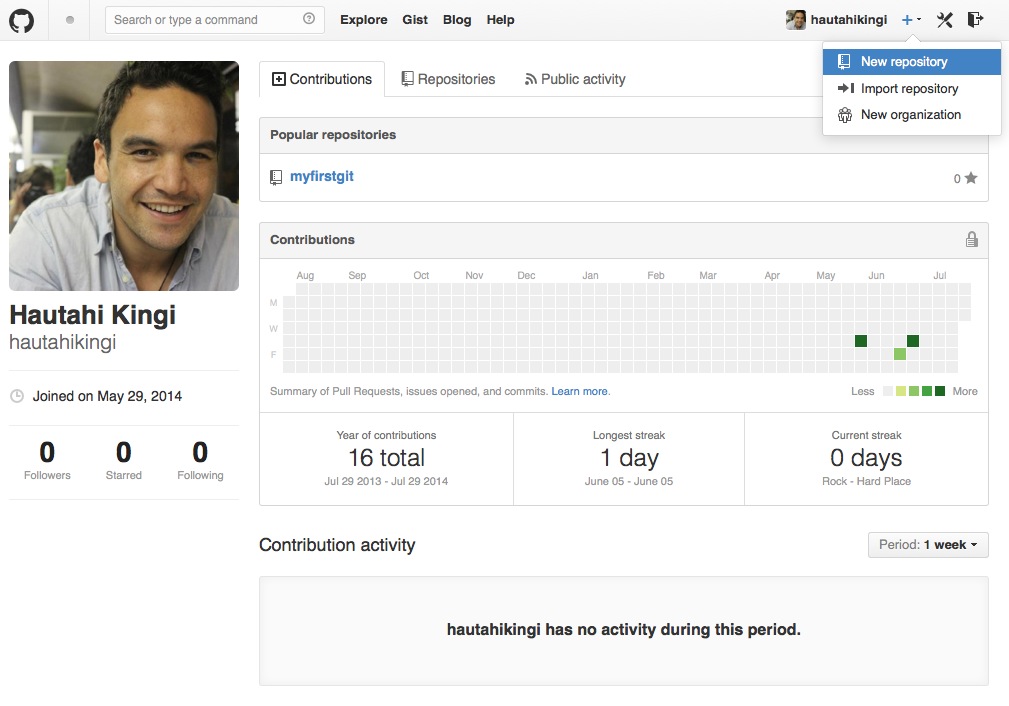 Search or type a command
Explore Gist Blog Help
hautahikingi
New repository
Import repository
New organization
Contributions Repositories Public activity
Popular repositories
myfirstgit
0
Contributions
Aug Sep Oct Nov Dec Jan Feb Mar Apr May Jun Jul
M
W
F
Summary of Pull Requests, issues opened, and commits. Learn more.
Less More
Year of contributions
16 total
Jul 29 2013 - Jul 29 2014
Longest streak
1 day
June 05 - June 05
Current streak
0 days
Rock - Hard Place
Hautahi Kingi
hautahikingi
Joined on May 29, 2014
0 0 0
Followers Starred Following
Contribution activity
Period: 1 week
hautahikingi has no activity during this period.